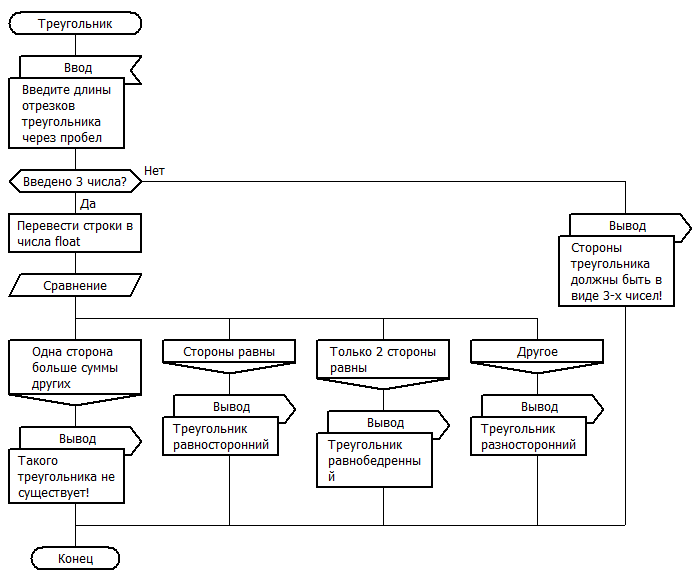 Треугольник
Ввод
Введите длины
отрезков
треугольника
через пробел
Введено 3 числа?
Нет
Да
Перевести строки в
числа float
Вывод
Стороны
треугольника
должны быть в
виде 3-х чисел!
Сравнение
Одна сторона
больше суммы
других
Вывод
Такого
треугольника не
существует!
Стороны равны
Вывод
Треугольник
равносторонний
Только 2 стороны
равны
Вывод
Треугольник
равнобедренны
й
Другое
Вывод
Треугольник
разносторонний
Конец